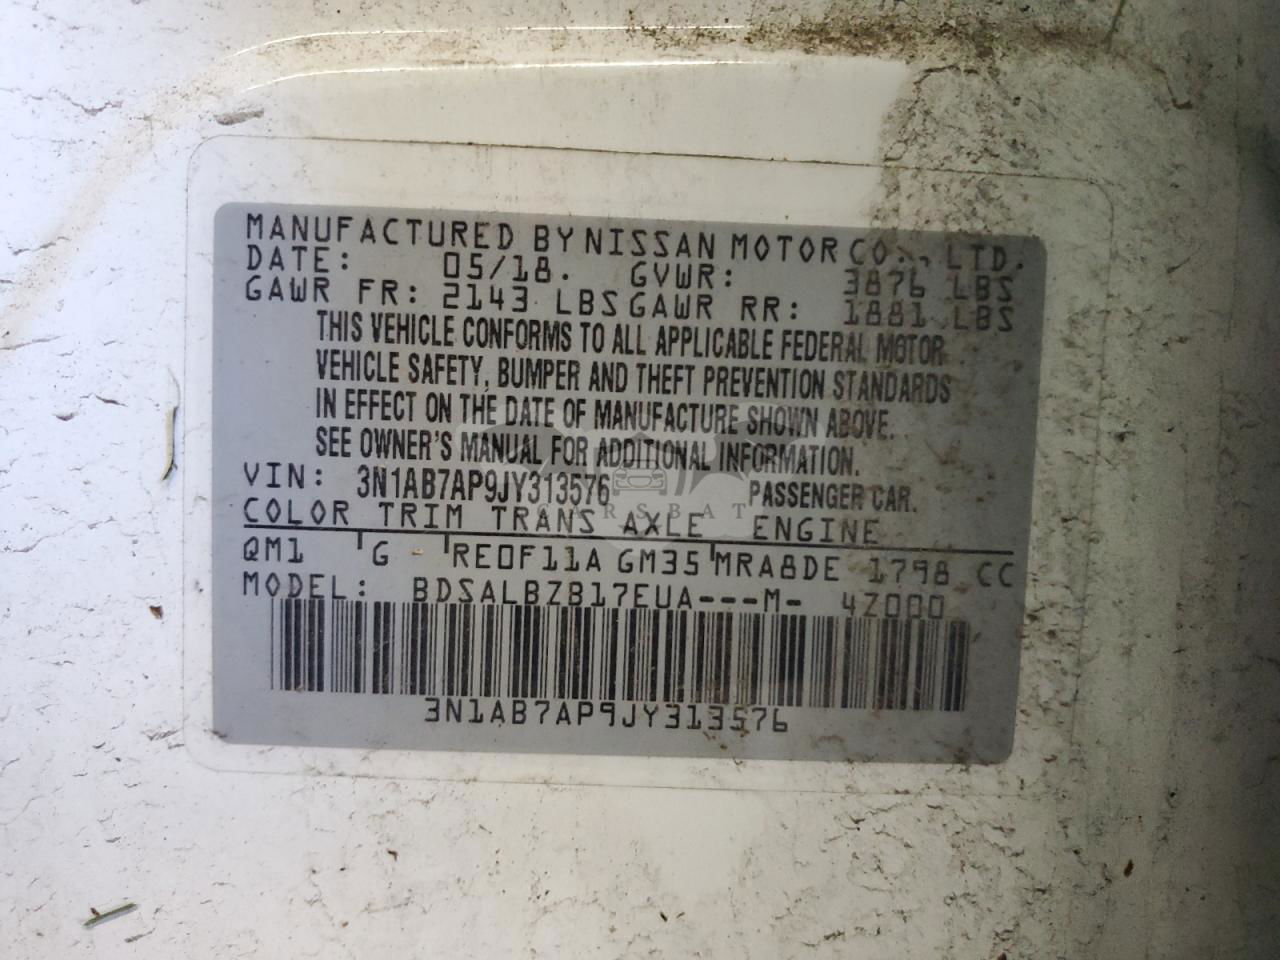 MANUFACTURED BY NISSAN MOTOR CO., LTD.
DATE: 05/18. GVWR: 3876 LBS
GAWR FR: 2143 LBS GAWR RR: 1881 LBS
THIS VEHICLE CONFORMS TO ALL APPLICABLE FEDERAL MOTOR
VEHICLE SAFETY, BUMPER AND THEFT PREVENTION STANDARDS
IN EFFECT ON THE DATE OF MANUFACTURE SHOWN ABOVE.
SEE OWNER'S MANUAL FOR ADDITIONAL INFORMATION.
VIN: 3N1AB7AP9JY313576 PASSENGER CAR.
CARSBAT
COLOR TRIM TRANS AXLE ENGINE
QM1 G RE0F11A GM35 MRA8DE 1798 CC
MODEL: BDSALBZB17EUA---M- 4Z000
3N1AB7AP9JY313576